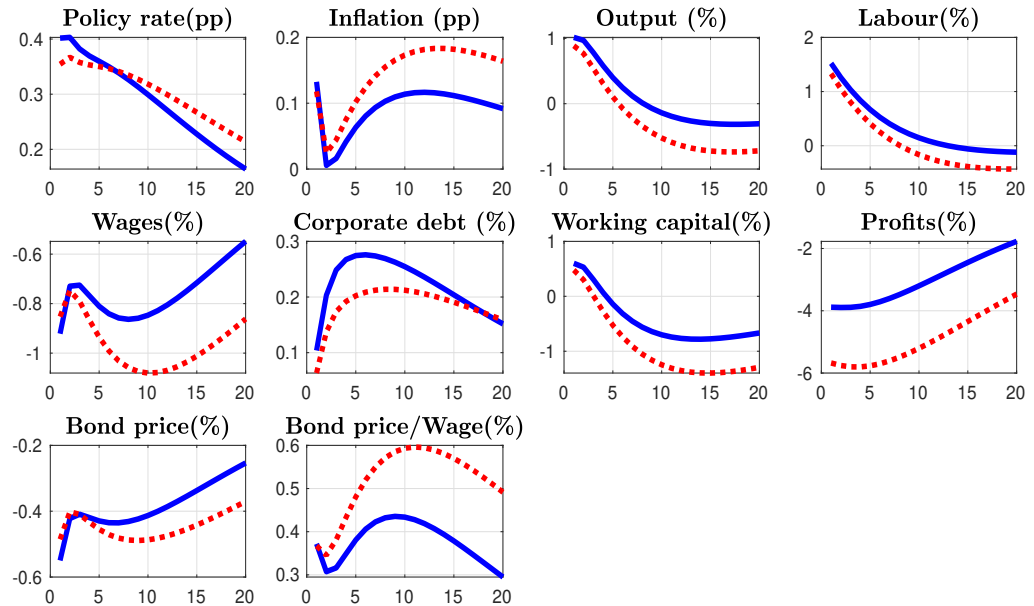 Policy rate(pp) Inflation (pp) Output (%) Labour(%)
0.4 0.3 0.2
0 5 10 15 20
0.2 0.1 0
0 5 10 15 20
1 0 -1
0 5 10 15 20
2 1 0
0 5 10 15 20
Wages(%) Corporate debt (%) Working capital(%) Profits(%)
-0.6 -0.8 -1
0 5 10 15 20
0.3 0.2 0.1
0 5 10 15 20
1 0 -1
0 5 10 15 20
-2 -4 -6
0 5 10 15 20
Bond price(%) Bond price/Wage(%)
-0.2 -0.4 -0.6
0 5 10 15 20
0.6 0.5 0.4 0.3
0 5 10 15 20